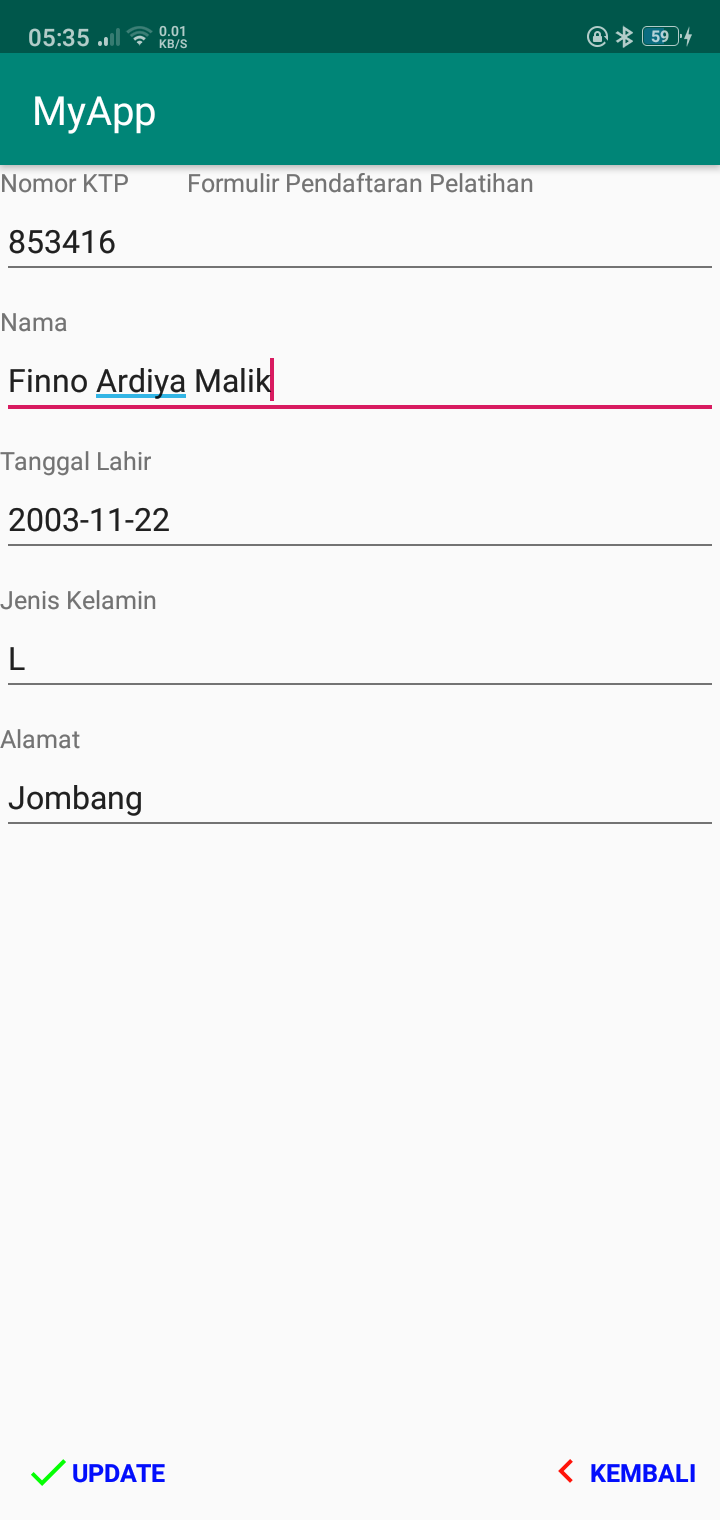 05:35 0.01 KB/S 59
MyApp
Nomor KTP Formulir Pendaftaran Pelatihan
853416
Nama
Finno Ardiya Malik
Tanggal Lahir
2003-11-22
Jenis Kelamin
L
Alamat
Jombang
UPDATE KEMBALI